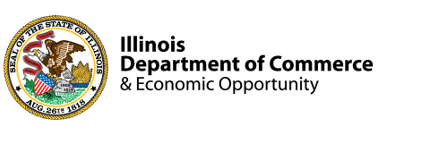 SEAL OF THE STATE OF ILLINOIS
AUG. 26TH 1818
Illinois
Department of Commerce
& Economic Opportunity